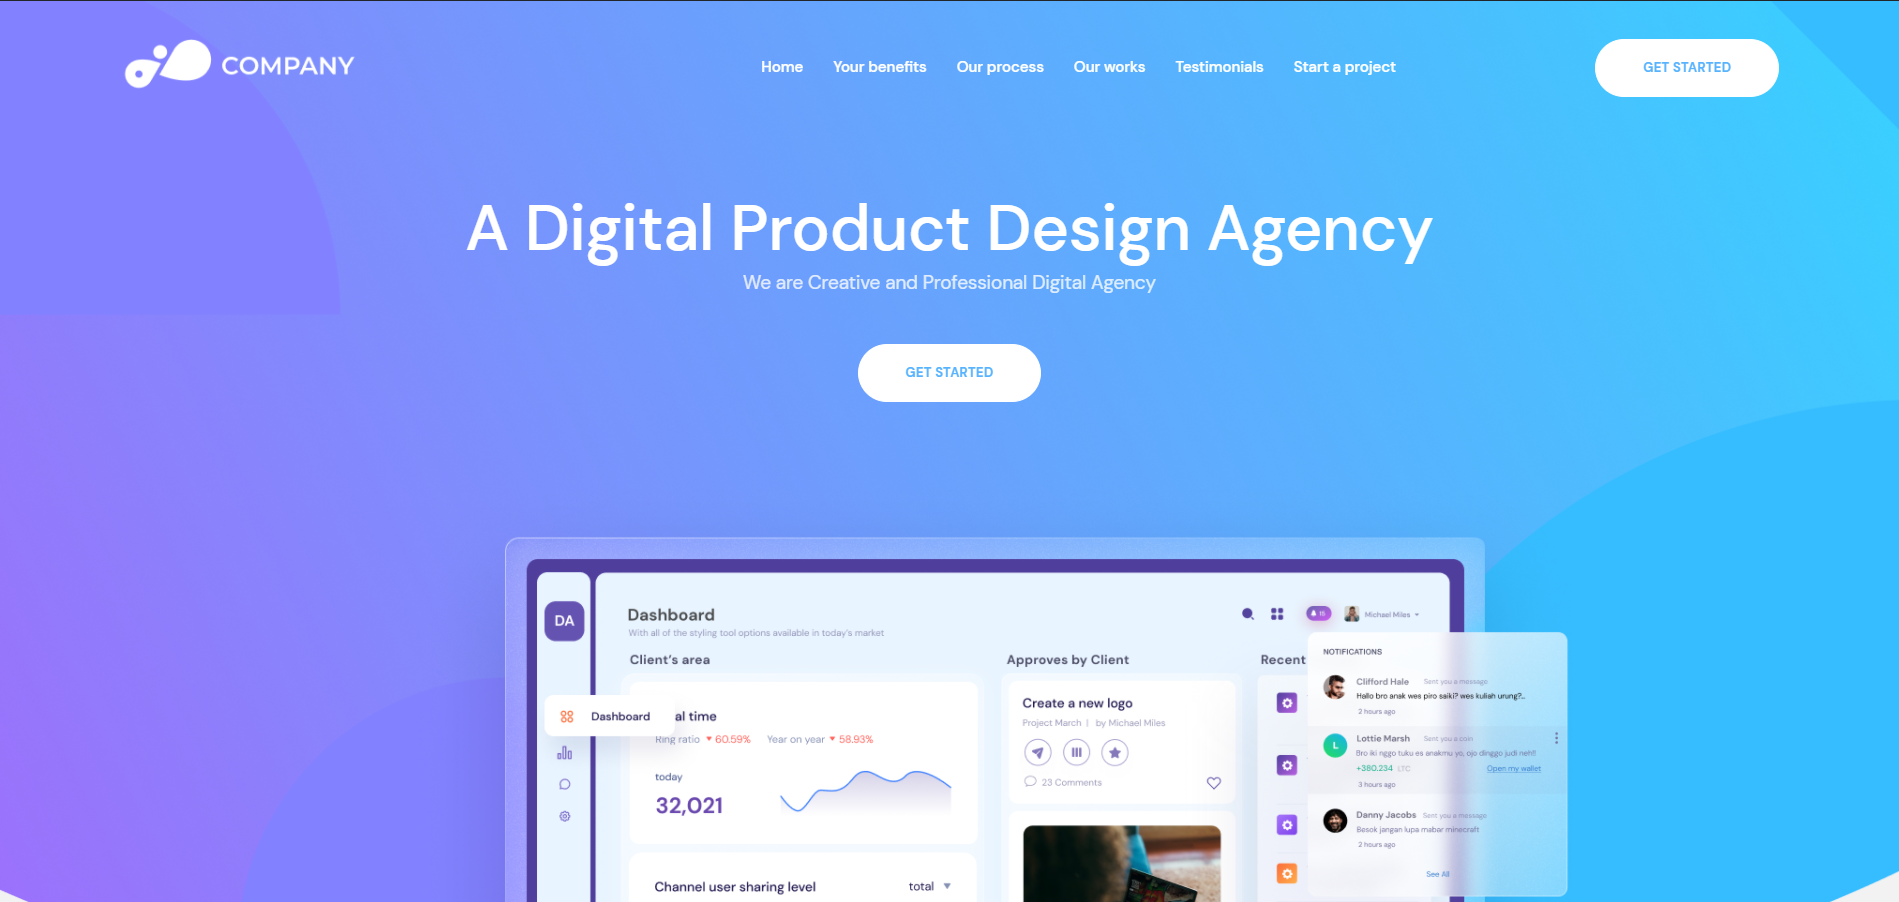 COMPANY
Home Your benefits Our process Our works Testimonials Start a project
GET STARTED
A Digital Product Design Agency
We are Creative and Professional Digital Agency
GET STARTED
DA
Dashboard
With all of the styling tool options available in today's market
15
Michael Miles
Client's area
Approves by Client
Recent
Dashboard
al time
Ring ratio 60.59% Year on year 58.93%
today
32,021
Channel user sharing level total
Create a new logo
Project March | by Michael Miles
23 Comments
NOTIFICATIONS
Clifford Hale Sent you a message
Hallo bro anak wes piro saiki? wes kuliah urung?..
2 hours ago
L
Lottie Marsh Sent you a coin
Bro iki nggo tuku es anakmu yo, ojo dinggo judi neh!!
+380.234 LTC Open my wallet
3 hours ago
Danny Jacobs Sent you a message
Besok jangan lupa mabar minecraft
2 hours ago
See All